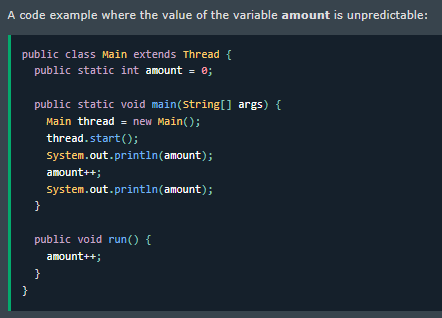 A code example where the value of the variable amount is unpredictable:
public class Main extends Thread {
  public static int amount = 0;

  public static void main(String[] args) {
    Main thread = new Main();
    thread.start();
    System.out.println(amount);
    amount++;
    System.out.println(amount);
  }

  public void run() {
    amount++;
  }
}